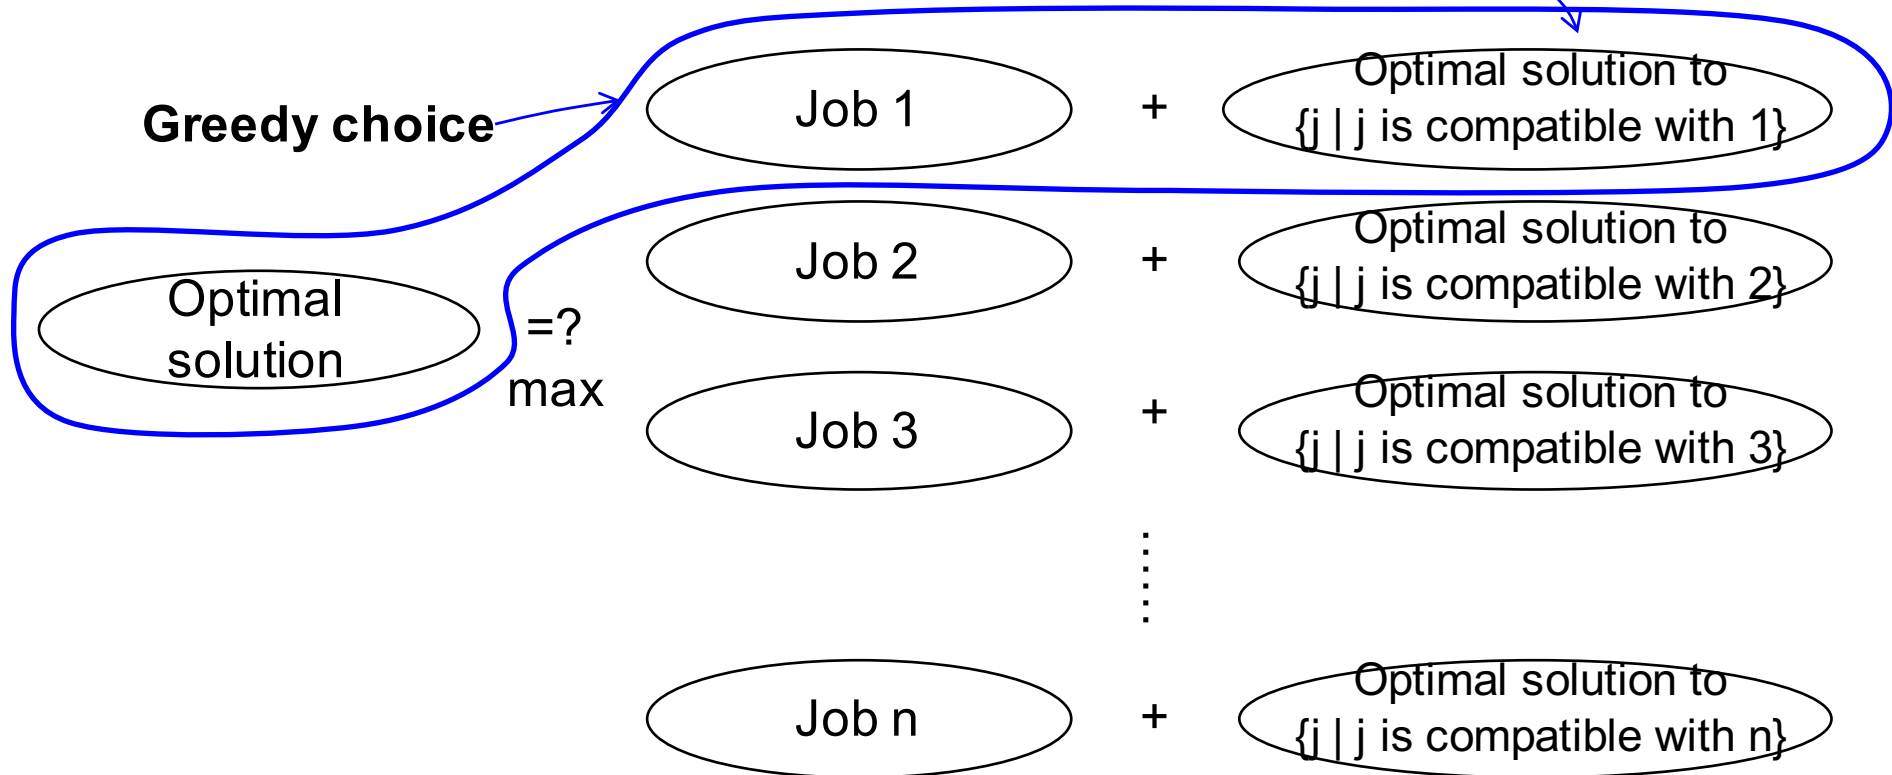 Greedy choice
Job 1
+
Optimal solution to
{j | j is compatible with 1}
Job 2
+
Optimal solution to
{j | j is compatible with 2}
Optimal
solution
=?
max
Job 3
+
Optimal solution to
{j | j is compatible with 3}
......
Job n
+
Optimal solution to
{j | j is compatible with n}